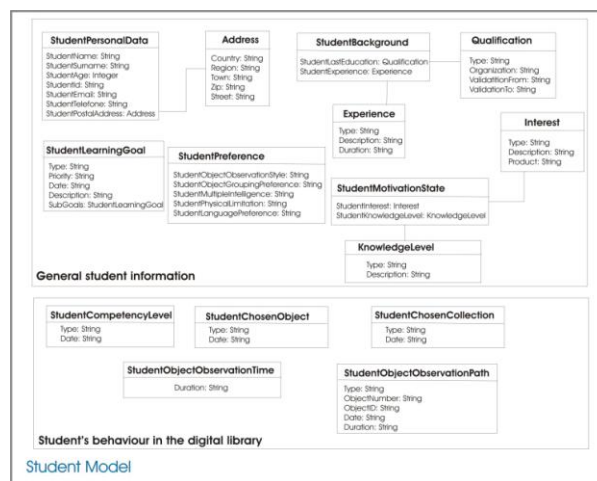 StudentPersonalData
StudentName: String
StudentSurname: String
StudentAge: Integer
StudentId: String
StudentEmail: String
StudentTelefone: String
StudentPostalAddress: Address
Address
Country: String
Region: String
Town: String
Zip: String
Street: String
StudentBackground
StudentLastEducation: Qualification
StudentExperience: Experience
Qualification
Type: String
Organization: String
ValidatitionFrom: String
ValidationTo: String
Experience
Type: String
Description: String
Duration: String
Interest
Type: String
Description: String
Product: String
StudentLearningGoal
Type: String
Priority: String
Date: String
Description: String
SubGoals: StudentLearningGoal
StudentPreference
StudentObjectObservationStyle: String
StudentObjectGroupingPreference: String
StudentMultipleIntelligence: String
StudentPhysicalLimitation: String
StudentLanguagePreference: String
StudentMotivationState
StudentInterest: Interest
StudentKnowledgeLevel: KnowledgeLevel
KnowledgeLevel
Type: String
Description: String
General student information
StudentCompetencyLevel
Type: String
Date: String
StudentChosenObject
Type: String
Date: String
StudentChosenCollection
Type: String
Date: String
StudentObjectObservationTime
Duration: String
StudentObjectObservationPath
Type: String
ObjectNumber: String
ObjectID: String
Date: String
Duration: String
Student's behaviour in the digital library
Student Model